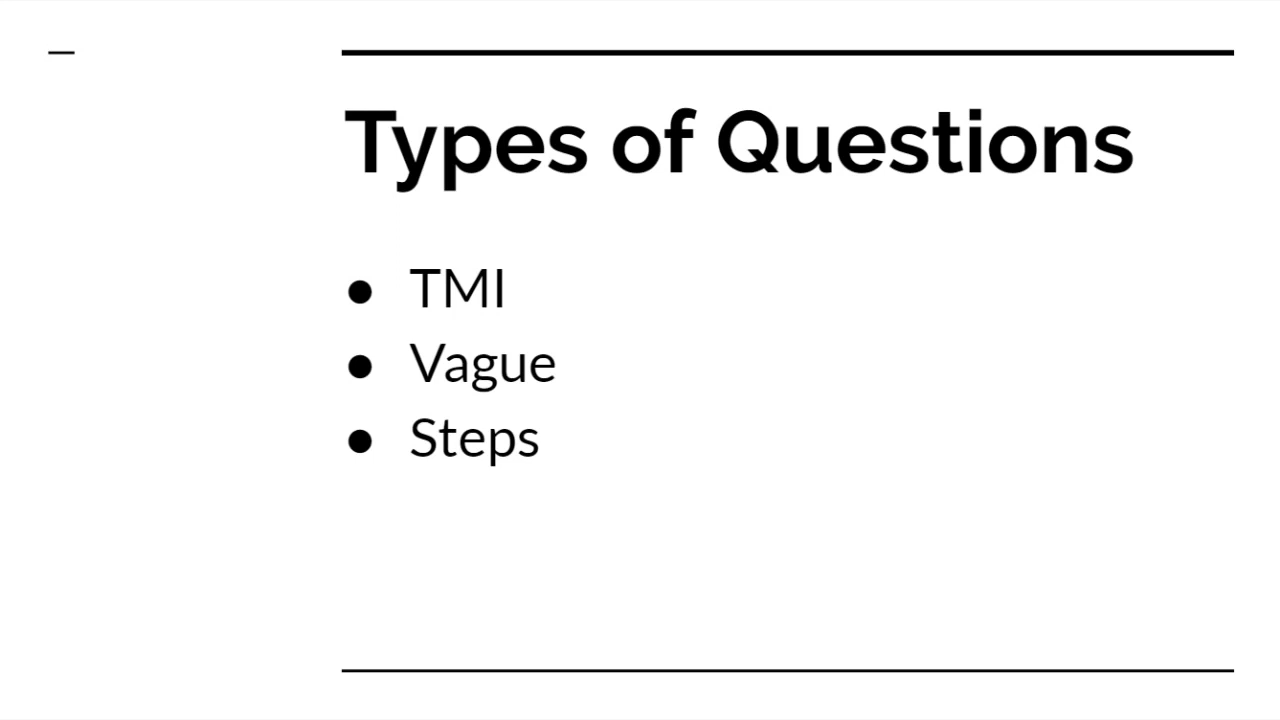 Types of Questions
● TMI
● Vague
● Steps